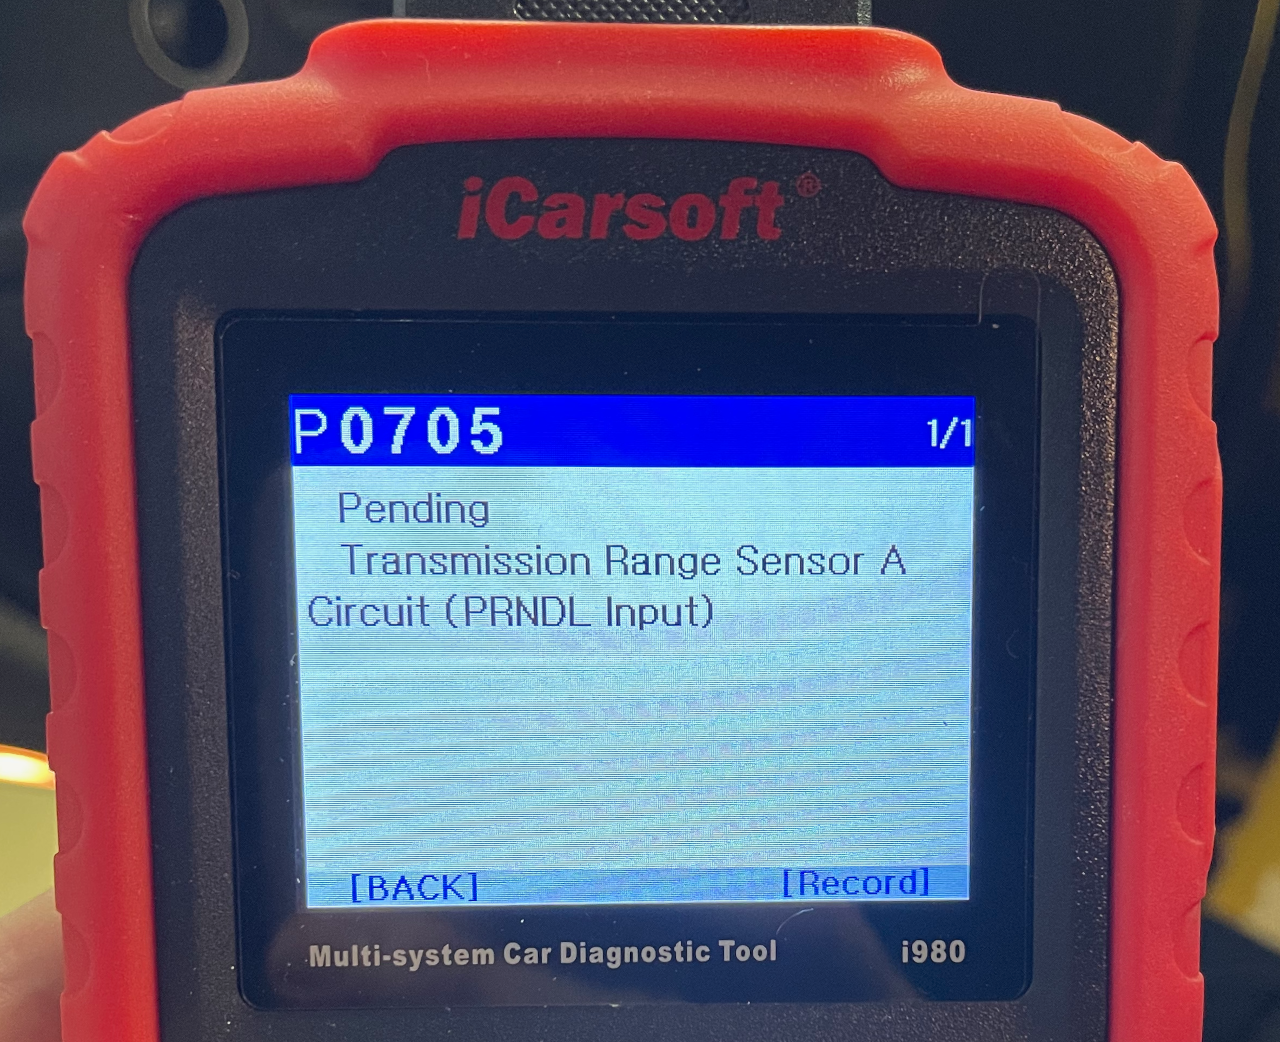 iCarsoft®
P0705 1/1
Pending
Transmission Range Sensor A
Circuit (PRNDL Input)
[BACK] [Record]
Multi-system Car Diagnostic Tool i980